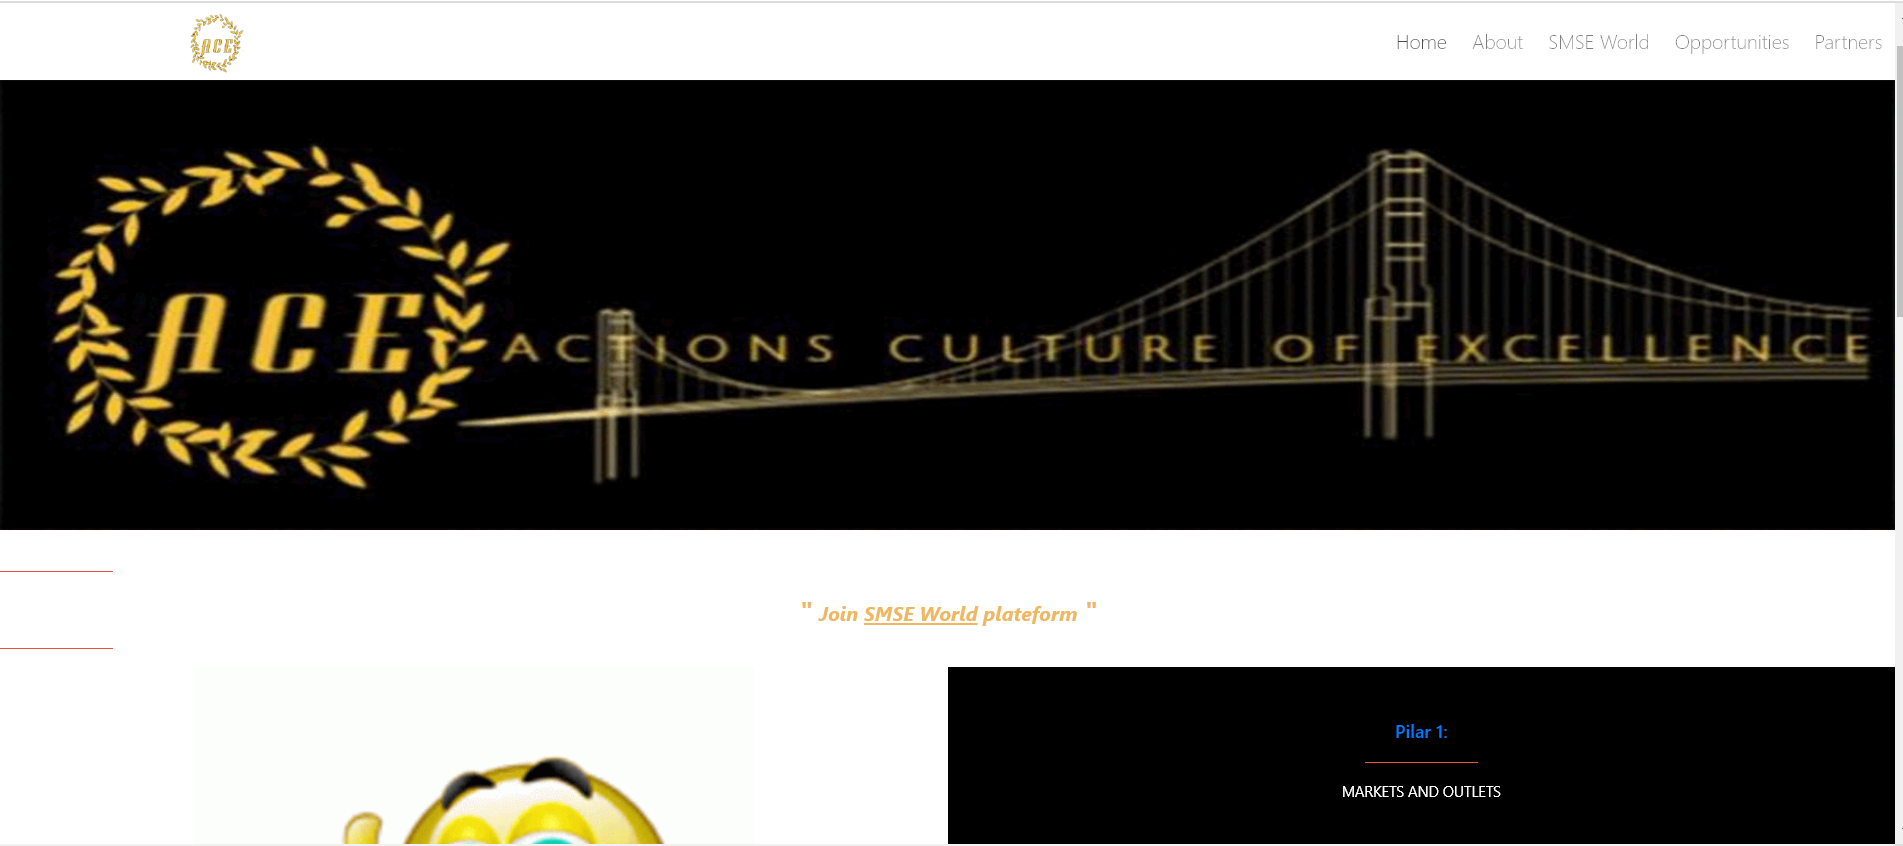 ACE
Home About SMSE World Opportunities Partners
ACE ACTIONS CULTURE OF EXCELLENCE
" Join SMSE World plateform "
Pilar 1:
MARKETS AND OUTLETS